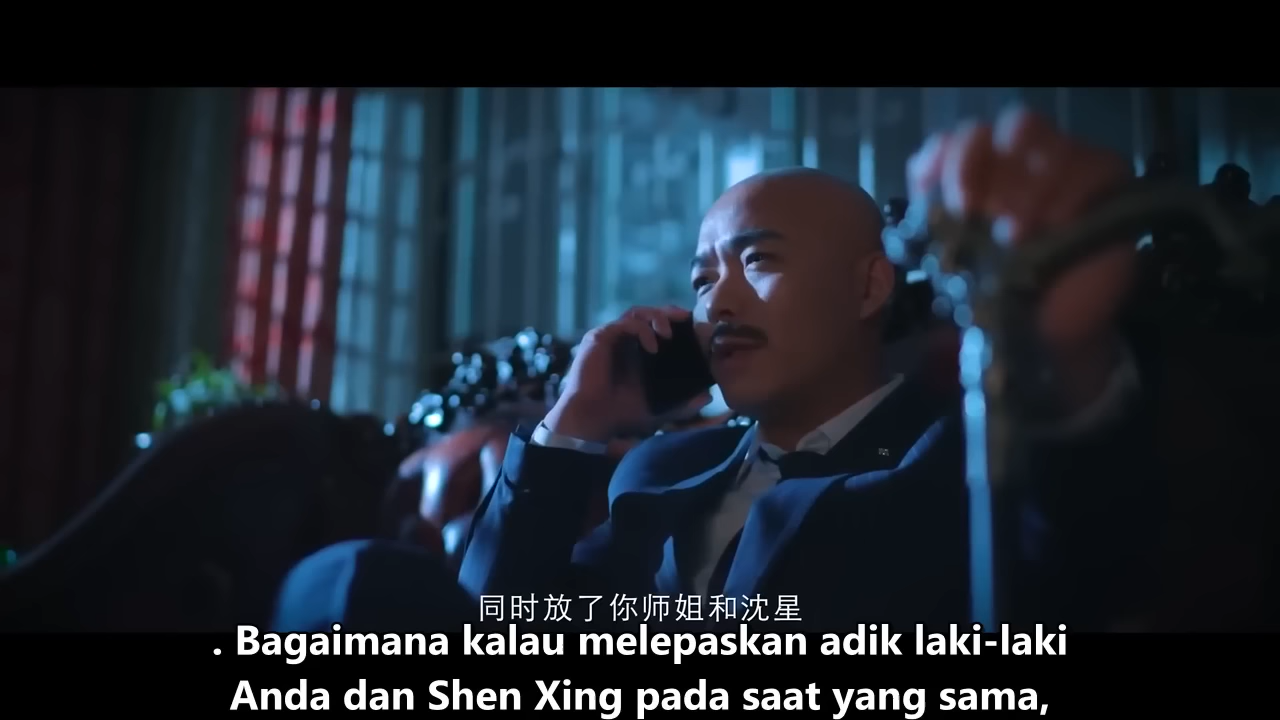 同时放了你师姐和沈星
. Bagaimana kalau melepaskan adik laki-laki
Anda dan Shen Xing pada saat yang sama,